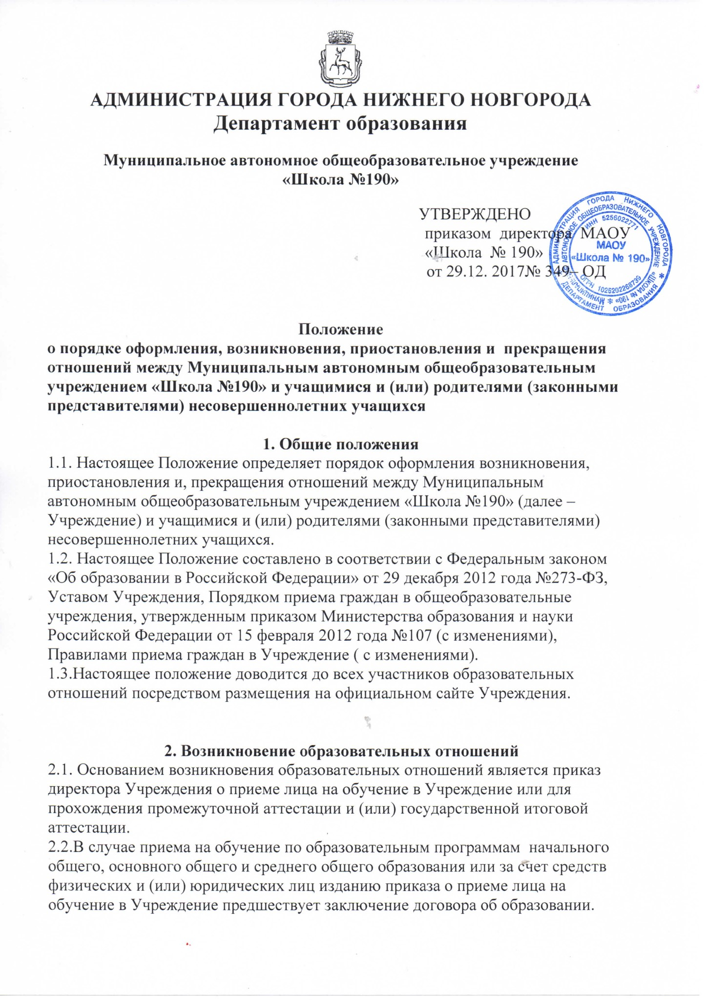 АДМИНИСТРАЦИЯ ГОРОДА НИЖНЕГО НОВГОРОДА
Департамент образования
Муниципальное автономное общеобразовательное учреждение
«Школа №190»
УТВЕРЖДЕНО
приказом директора МАОУ
«Школа № 190»
от 29.12. 2017№ 349– ОД
АДМИНИСТРАЦИЯ ГОРОДА НИЖНЕГО НОВГОРОДА * ДЕПАРТАМЕНТ ОБРАЗОВАНИЯ *
МУНИЦИПАЛЬНОЕ АВТОНОМНОЕ ОБЩЕОБРАЗОВАТЕЛЬНОЕ УЧРЕЖДЕНИЕ «ШКОЛА № 190» *
ИНН 5256022771
МАОУ
«Школа № 190»
ОГРН 1025202268739
Положение
о порядке оформления, возникновения, приостановления и прекращения
отношений между Муниципальным автономным общеобразовательным
учреждением «Школа №190» и учащимися и (или) родителями (законными
представителями) несовершеннолетних учащихся
1. Общие положения
1.1. Настоящее Положение определяет порядок оформления возникновения,
приостановления и, прекращения отношений между Муниципальным
автономным общеобразовательным учреждением «Школа №190» (далее –
Учреждение) и учащимися и (или) родителями (законными представителями)
несовершеннолетних учащихся.
1.2. Настоящее Положение составлено в соответствии с Федеральным законом
«Об образовании в Российской Федерации» от 29 декабря 2012 года №273-ФЗ,
Уставом Учреждения, Порядком приема граждан в общеобразовательные
учреждения, утвержденным приказом Министерства образования и науки
Российской Федерации от 15 февраля 2012 года №107 (с изменениями),
Правилами приема граждан в Учреждение ( с изменениями).
1.3.Настоящее положение доводится до всех участников образовательных
отношений посредством размещения на официальном сайте Учреждения.
2. Возникновение образовательных отношений
2.1. Основанием возникновения образовательных отношений является приказ
директора Учреждения о приеме лица на обучение в Учреждение или для
прохождения промежуточной аттестации и (или) государственной итоговой
аттестации.
2.2.В случае приема на обучение по образовательным программам начального
общего, основного общего и среднего общего образования или за счет средств
физических и (или) юридических лиц изданию приказа о приеме лица на
обучение в Учреждение предшествует заключение договора об образовании.